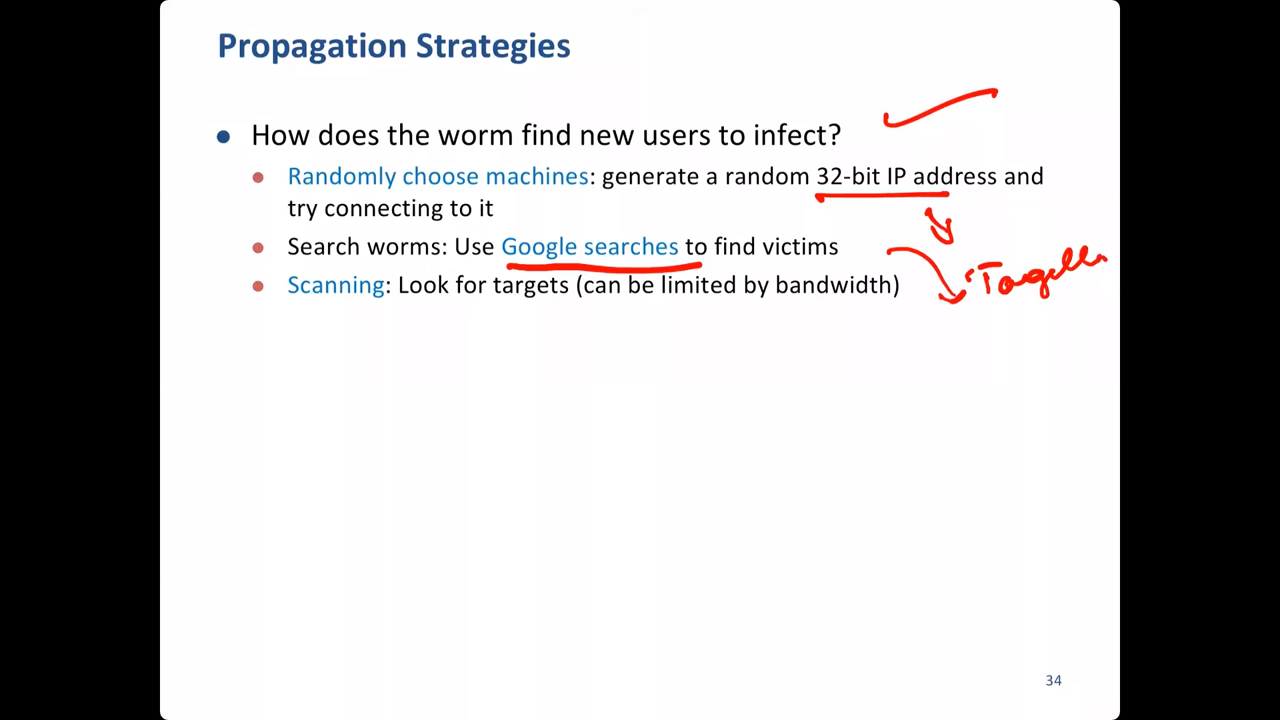 Propagation Strategies
● How does the worm find new users to infect?
● Randomly choose machines: generate a random 32-bit IP address and
try connecting to it
● Search worms: Use Google searches to find victims
● Scanning: Look for targets (can be limited by bandwidth)
34